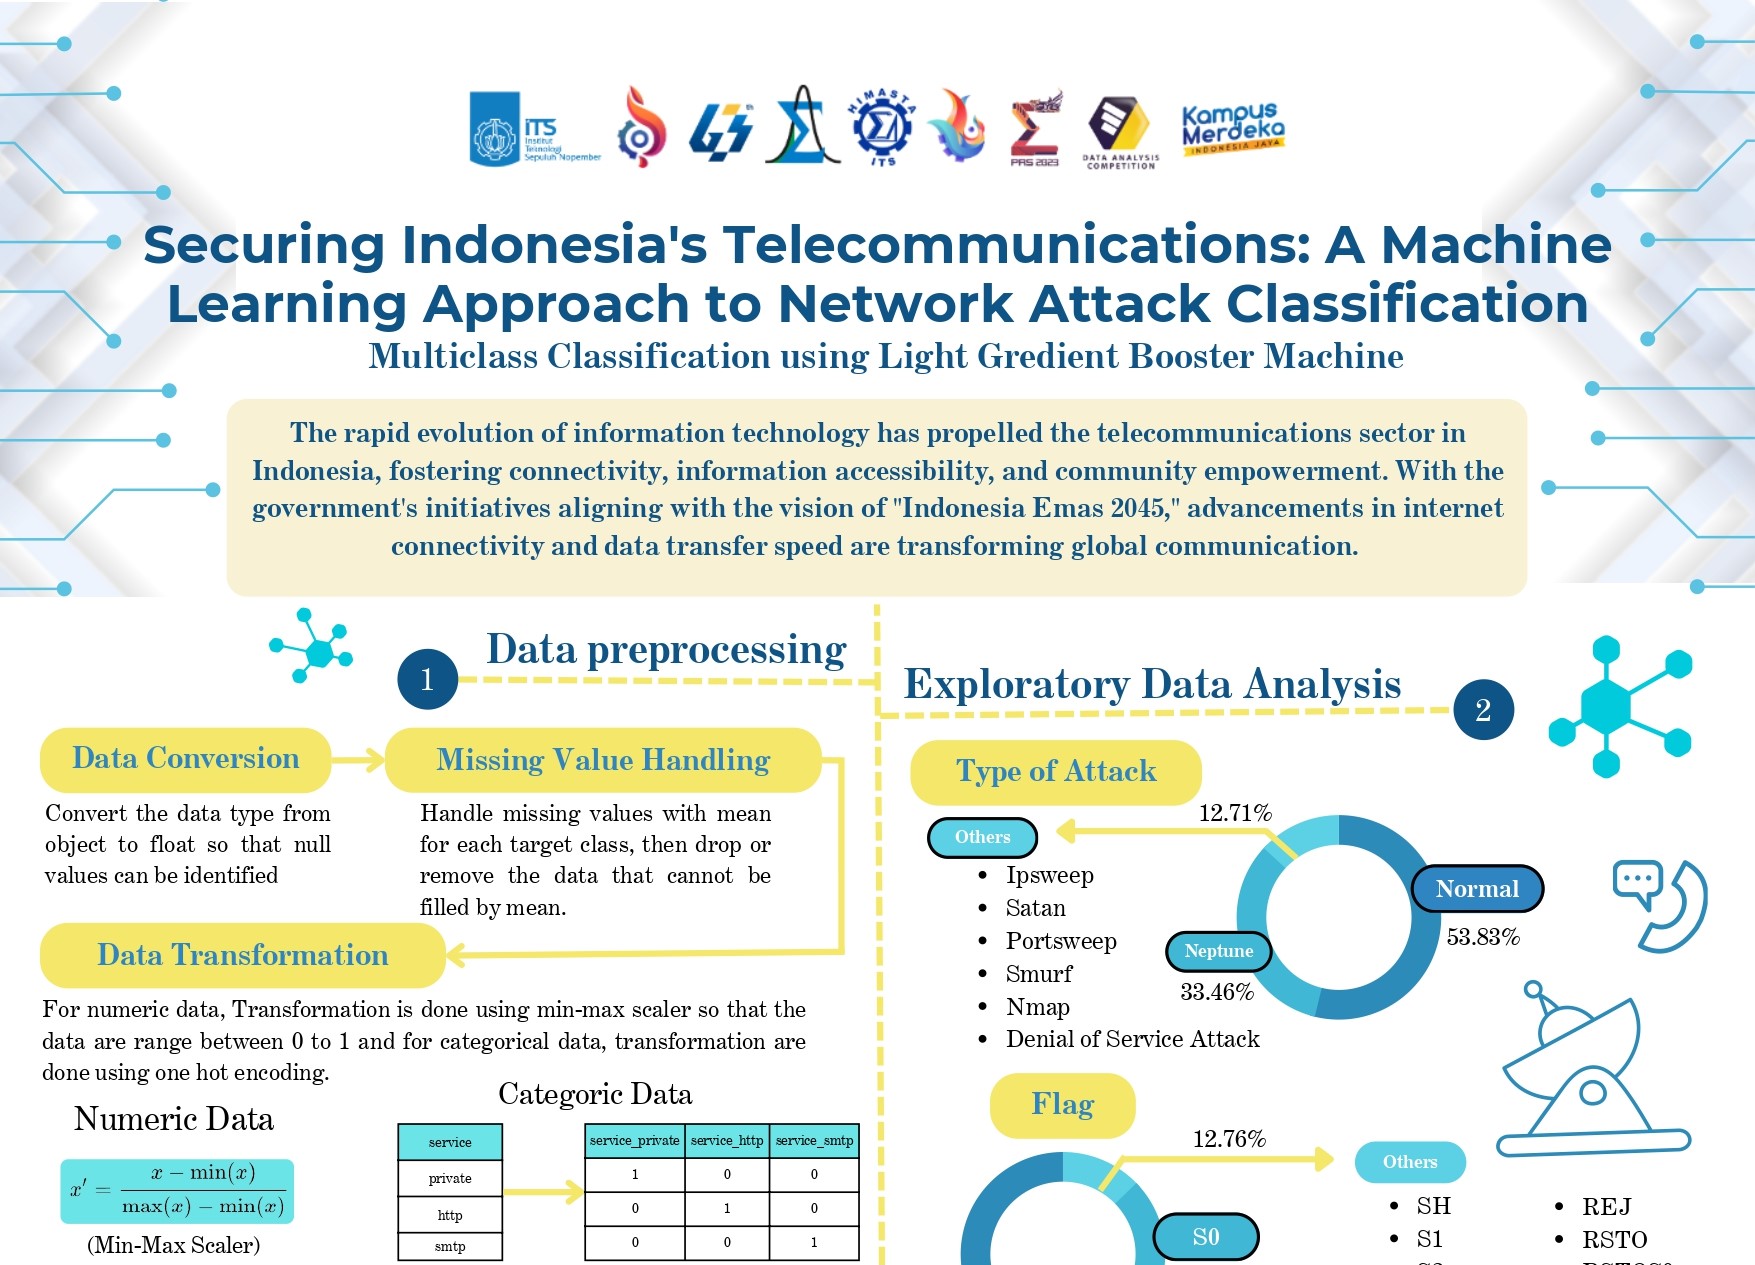 ITS
Institut
Teknologi
Sepuluh Nopember
HIMASTA
ITS
PRS 2023
DATA ANALYSIS
COMPETITION
Kampus
Merdeka
INDONESIA JAYA
Securing Indonesia's Telecommunications: A Machine
Learning Approach to Network Attack Classification
Multiclass Classification using Light Gredient Booster Machine
The rapid evolution of information technology has propelled the telecommunications sector in
Indonesia, fostering connectivity, information accessibility, and community empowerment. With the
government's initiatives aligning with the vision of "Indonesia Emas 2045," advancements in internet
connectivity and data transfer speed are transforming global communication.
1
Data preprocessing
Data Conversion
Convert the data type from
object to float so that null
values can be identified
Missing Value Handling
Handle missing values with mean
for each target class, then drop or
remove the data that cannot be
filled by mean.
Data Transformation
For numeric data, Transformation is done using min-max scaler so that the
data are range between 0 to 1 and for categorical data, transformation are
done using one hot encoding.
Numeric Data
x′ = (x − min(x)) / (max(x) − min(x))
(Min-Max Scaler)
Categoric Data
service
private
http
smtp
service_private service_http service_smtp
1 0 0
0 1 0
0 0 1
Exploratory Data Analysis
2
Type of Attack
12.71%
Others
• Ipsweep
• Satan
• Portsweep
• Smurf
• Nmap
• Denial of Service Attack
Normal
53.83%
Neptune
33.46%
Flag
12.76%
Others
S0
• SH
• S1
• REJ
• RSTO